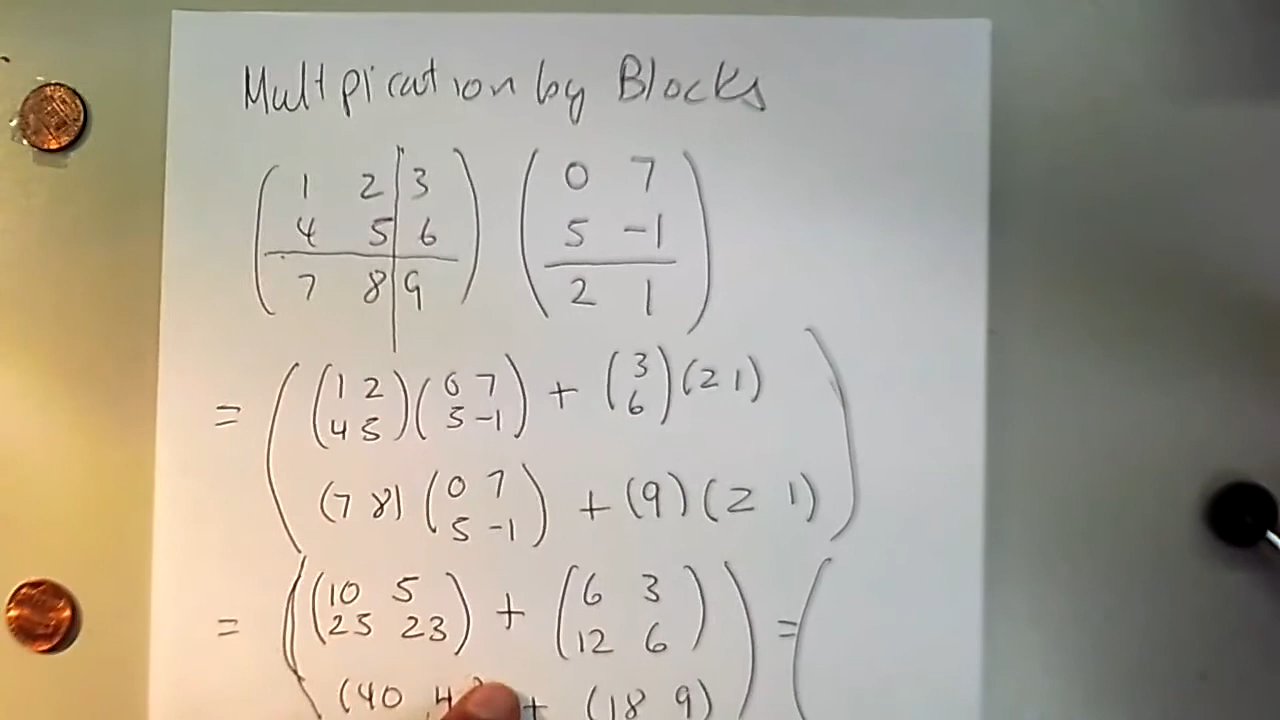 Multpication by Blocks
( 1 2 | 3 ) ( 0 7 )
4 5 | 6 5 -1
7 8 | 9 2 1
= ( (1 2) (0 7) + (3) (2 1) )
4 5 5 -1 6
(7 8) (0 7) + (9) (2 1)
5 -1
= ( (10 5) + (6 3) ) = (
25 23 12 6
(40 + (18 9)